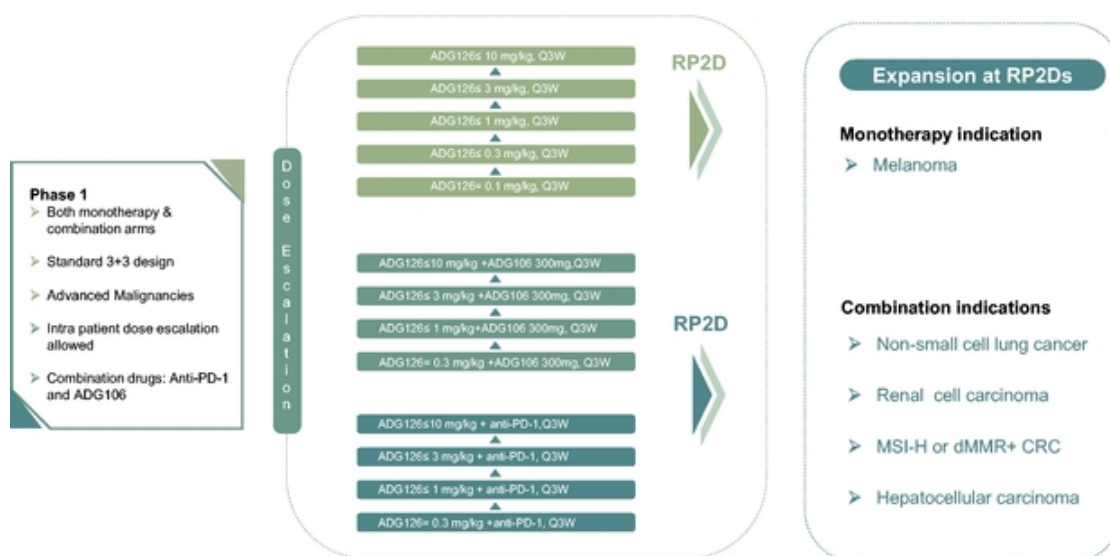 Phase 1
Both monotherapy &
combination arms
Standard 3+3 design
Advanced Malignancies
Intra patient dose escalation
allowed
Combination drugs: Anti-PD-1
and ADG106
Dose Escalation
ADG126≤ 10 mg/kg, Q3W
ADG126≤ 3 mg/kg, Q3W
ADG126≤ 1 mg/kg, Q3W
ADG126≤ 0.3 mg/kg, Q3W
ADG126= 0.1 mg/kg, Q3W
RP2D
ADG126≤10 mg/kg +ADG106 300mg,Q3W
ADG126≤ 3 mg/kg +ADG106 300mg, Q3W
ADG126≤ 1 mg/kg+ADG106 300mg, Q3W
ADG126= 0.3 mg/kg +ADG106 300mg, Q3W
RP2D
ADG126≤10 mg/kg + anti-PD-1,Q3W
ADG126≤ 3 mg/kg + anti-PD-1, Q3W
ADG126≤ 1 mg/kg + anti-PD-1, Q3W
ADG126= 0.3 mg/kg +anti-PD-1, Q3W
Expansion at RP2Ds
Monotherapy indication
Melanoma
Combination indications
Non-small cell lung cancer
Renal cell carcinoma
MSI-H or dMMR+ CRC
Hepatocellular carcinoma